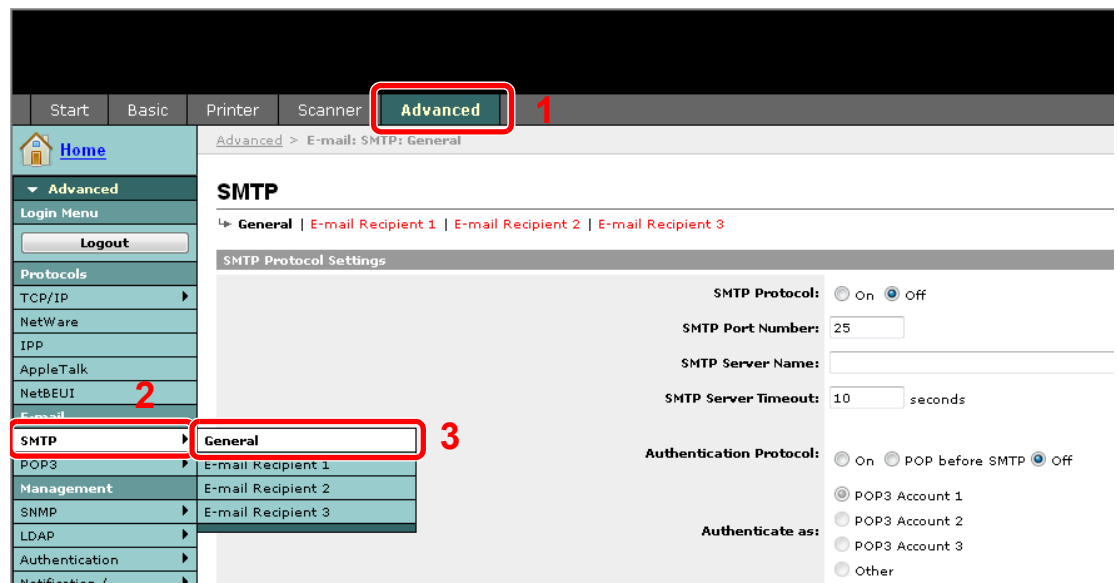 Start Basic Printer Scanner Advanced 1
Home
Advanced > E-mail: SMTP: General
Advanced
Login Menu
Logout
Protocols
TCP/IP
NetWare
IPP
AppleTalk
NetBEUI
2
E-mail
SMTP
POP3
Management
SNMP
LDAP
Authentication
Notification /
General 3
E-mail Recipient 1
E-mail Recipient 2
E-mail Recipient 3
SMTP
General | E-mail Recipient 1 | E-mail Recipient 2 | E-mail Recipient 3
SMTP Protocol Settings
SMTP Protocol: On Off
SMTP Port Number: 25
SMTP Server Name:
SMTP Server Timeout: 10 seconds
Authentication Protocol: On POP before SMTP Off
Authenticate as:
POP3 Account 1
POP3 Account 2
POP3 Account 3
Other